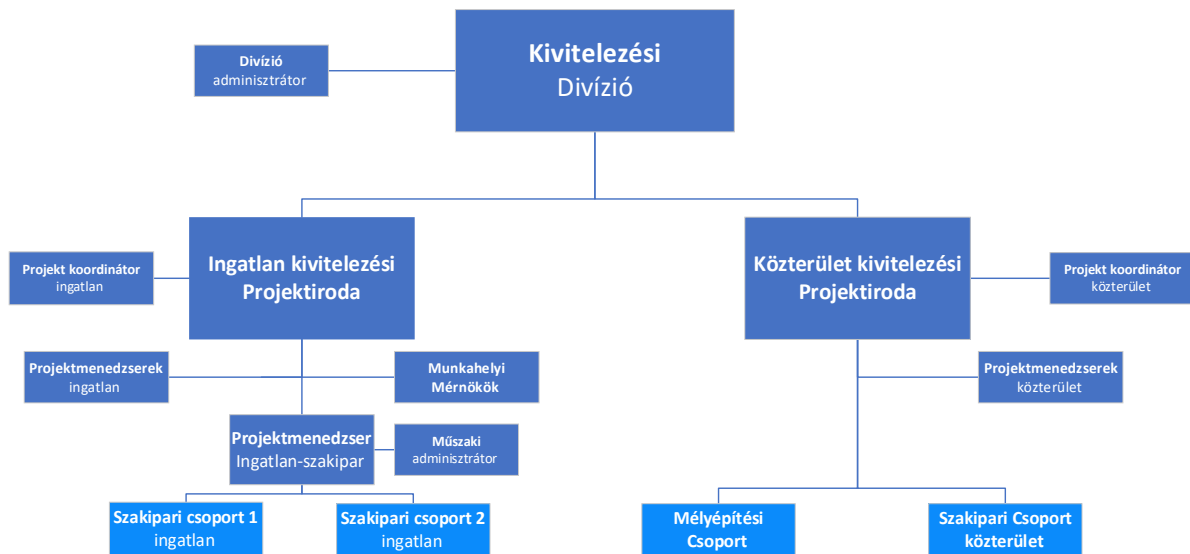 Kivitelezési
Divízió
Divízió
adminisztrátor
Ingatlan kivitelezési
Projektiroda
Közterület kivitelezési
Projektiroda
Projekt koordinátor
ingatlan
Projekt koordinátor
közterület
Projektmenedzserek
ingatlan
Munkahelyi
Mérnökök
Projektmenedzserek
közterület
Projektmenedzser
Ingatlan-szakipar
Műszaki
adminisztrátor
Szakipari csoport 1
ingatlan
Szakipari csoport 2
ingatlan
Mélyépítési
Csoport
Szakipari Csoport
közterület